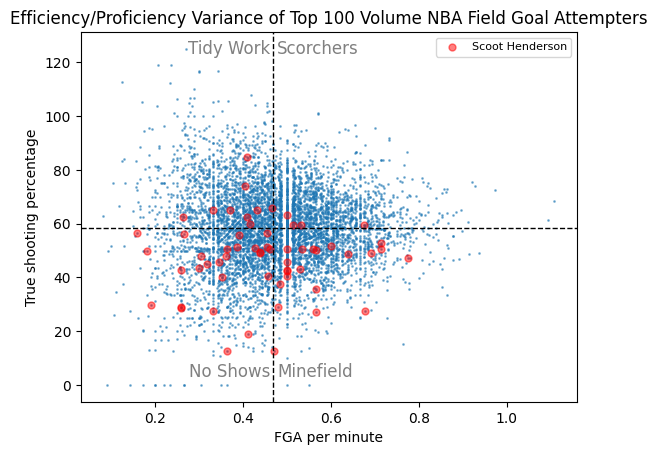 Efficiency/Proficiency Variance of Top 100 Volume NBA Field Goal Attempters
Tidy Work Scorchers
Scoot Henderson
120
100
80
60
40
20
0
True shooting percentage
No Shows Minefield
0.2 0.4 0.6 0.8 1.0
FGA per minute